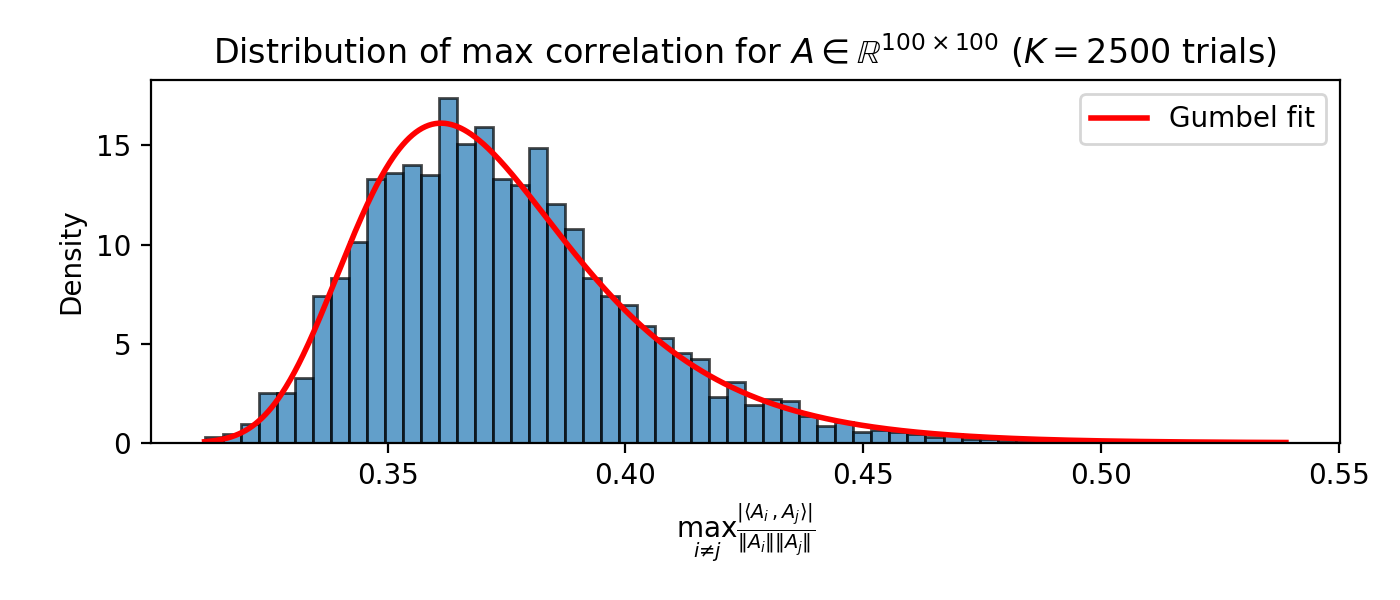 Distribution of max correlation for A ∈ ℝ^{100 × 100} (K = 2500 trials)
Gumbel fit
Density
15
10
5
0
0.35 0.40 0.45 0.50 0.55
max_{i≠j} |⟨A_i , A_j⟩| / ‖A_i‖‖A_j‖